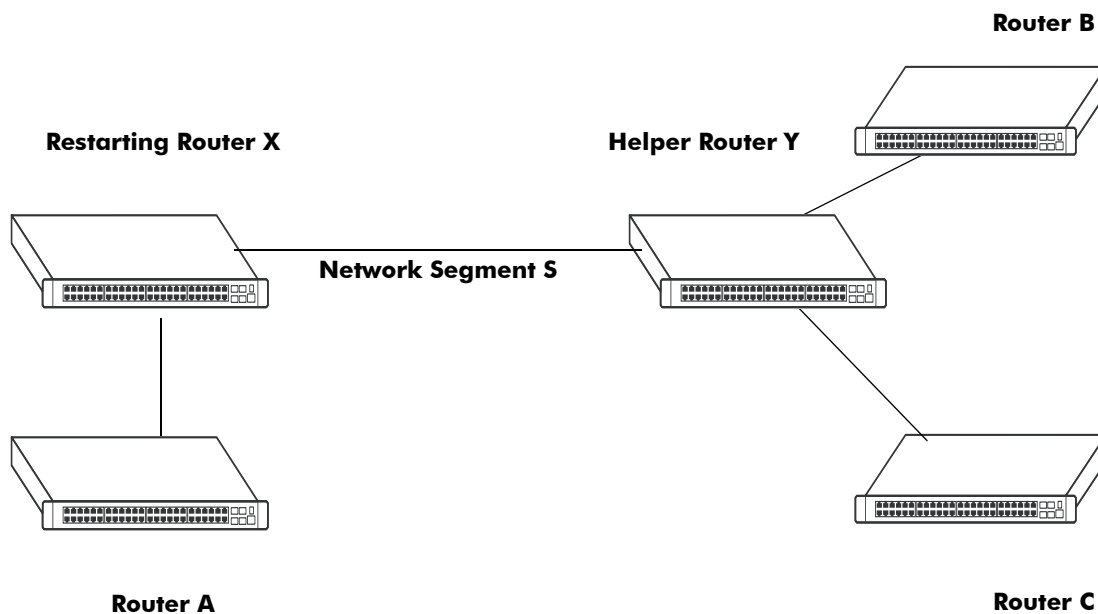 Router B
Restarting Router X
Helper Router Y
Network Segment S
Router A
Router C